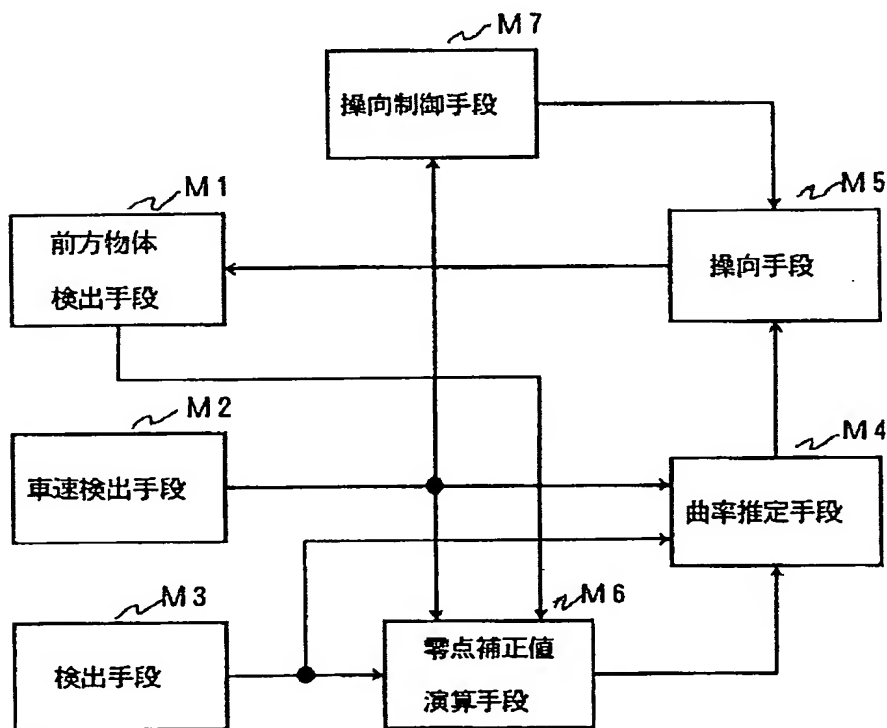 M7
操向制御手段
M1
前方物体
検出手段
M5
操向手段
M2
車速検出手段
M4
曲率推定手段
M3
検出手段
M6
零点補正値
演算手段